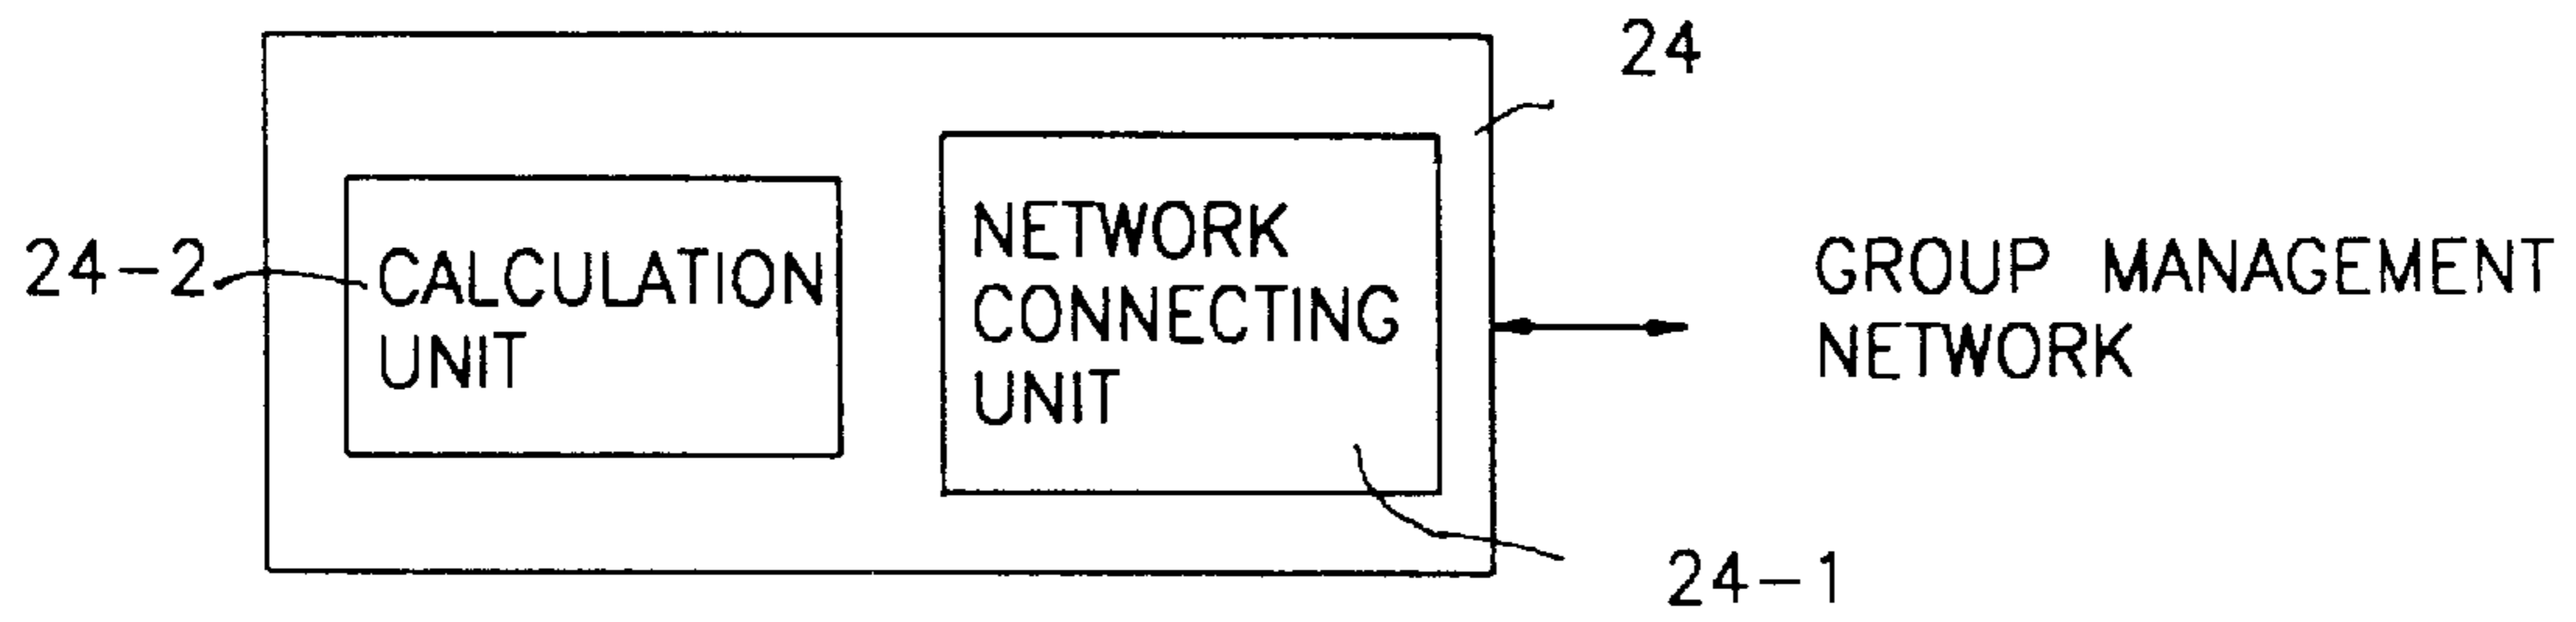 24
24-2
CALCULATION
UNIT
NETWORK
CONNECTING
UNIT
GROUP MANAGEMENT
NETWORK
24-1